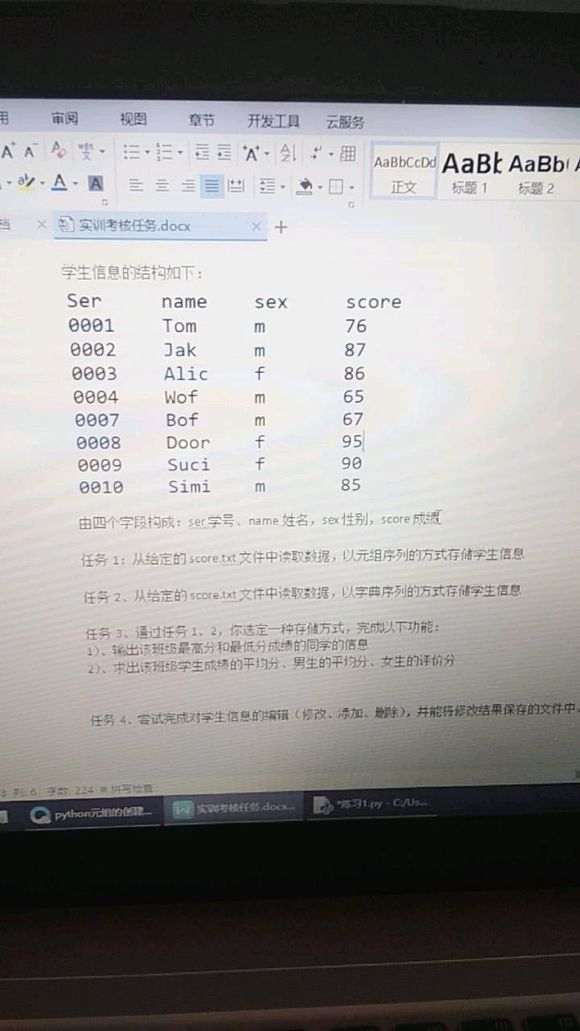 审阅 视图 章节 开发工具 云服务
AaBbCcDd AaBb AaBb
正文 标题 1 标题 2
档 实训考核任务.docx
学生信息的结构如下：
Ser name sex score
0001 Tom m 76
0002 Jak m 87
0003 Alic f 86
0004 Wof m 65
0007 Bof m 67
0008 Door f 95
0009 Suci f 90
0010 Simi m 85
由四个字段构成：ser 学号、name 姓名，sex 性别，score 成绩
任务 1：从给定的 score.txt 文件中读取数据，以元组序列的方式存储学生信息
任务 2、从给定的 score.txt 文件中读取数据，以字典序列的方式存储学生信息
任务 3、通过任务 1、2，你选定一种存储方式，完成以下功能：
1）、输出该班级最高分和最低分成绩的同学的信息
2）、求出该班级学生成绩的平均分、男生的平均分、女生的评价分
任务 4、尝试完成对学生信息的编辑（修改、添加、删除），并能将修改结果保存的文件中
列: 6 字数: 224 拼写检查
python元组的创建... 实训考核任务.docx... *练习1.py - C:/Us...